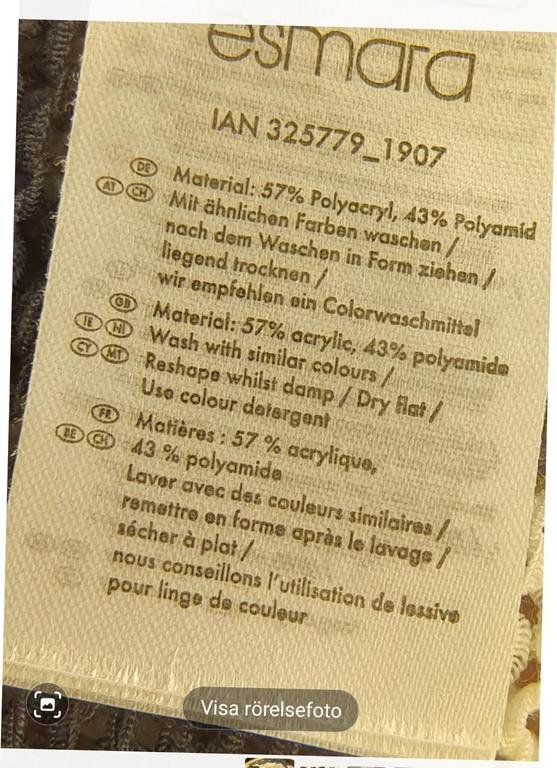 esmara
IAN 325779_1907
DE
Material: 57% Polyacryl, 43% Polyamid
AT CH
Mit ähnlichen Farben waschen /
nach dem Waschen in Form ziehen /
liegend trocknen /
wir empfehlen ein Colorwaschmittel
GB
Material: 57% acrylic, 43% polyamide
IE NI
Wash with similar colours /
CY MT
Reshape whilst damp / Dry flat /
Use colour detergent
FR
Matières : 57 % acrylique,
BE CH
43 % polyamide
Laver avec des couleurs similaires /
remettre en forme après le lavage /
sécher à plat /
nous conseillons l'utilisation de lessive
pour linge de couleur
Visa rörelsefoto